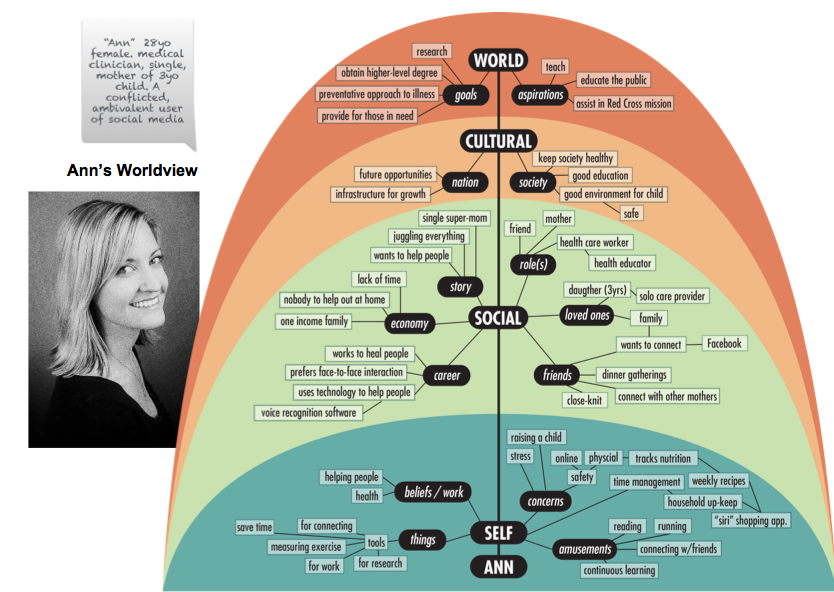 “Ann” 28yo
female. medical
clinician, single,
mother of 3yo
child. A
conflicted,
ambivalent user
of social media
Ann's Worldview
WORLD
goals
research
obtain higher-level degree
preventative approach to illness
provide for those in need
aspirations
teach
educate the public
assist in Red Cross mission
CULTURAL
nation
future opportunities
infrastructure for growth
society
keep society healthy
good education
good environment for child
safe
SOCIAL
story
single super-mom
juggling everything
wants to help people
role(s)
mother
friend
health care worker
health educator
economy
lack of time
nobody to help out at home
one income family
loved ones
daugther (3yrs)
solo care provider
family
wants to connect
Facebook
career
works to heal people
prefers face-to-face interaction
uses technology to help people
voice recognition software
friends
dinner gatherings
connect with other mothers
close-knit
SELF
beliefs / work
helping people
health
concerns
raising a child
stress
online
physcial
safety
tracks nutrition
time management
weekly recipes
household up-keep
"siri" shopping app.
things
tools
save time
for connecting
measuring exercise
for work
for research
amusements
reading
running
connecting w/friends
continuous learning
ANN